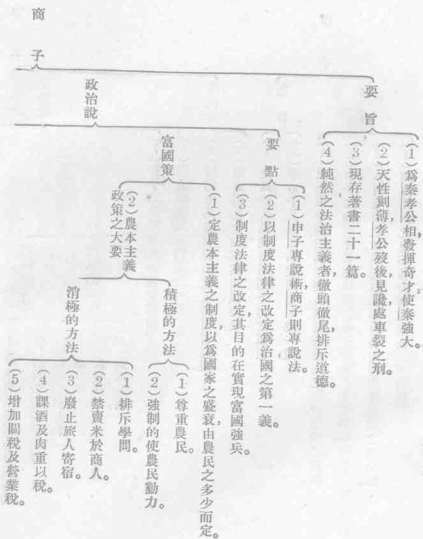 商子
要旨
(1)爲秦孝公相發揮奇才使秦強大。
(2)天性刻薄,孝公歿後,見讒處車裂之刑。
(3)現存著書二十一篇。
(4)純然之法治主義者,徹頭徹尾,排斥道德。
政治說
要點
(1)申子專說術,商子則專說法。
(2)以制度法律之改定爲治國之第一義。
(3)制度法律之改定,其目的在實現富國強兵。
富國策
(1)定農本主義之制度,以為國家之盛衰,由農民之多少而定。
(2)農本主義
政策之大要
積極的方法
(1)尊重農民。
(2)強制的使農民勤力。
消極的方法
(1)排斥學問。
(2)禁賣米於商人。
(3)廢止旅人寄宿。
(4)課酒及肉重以稅。
(5)增加關稅及營業稅。